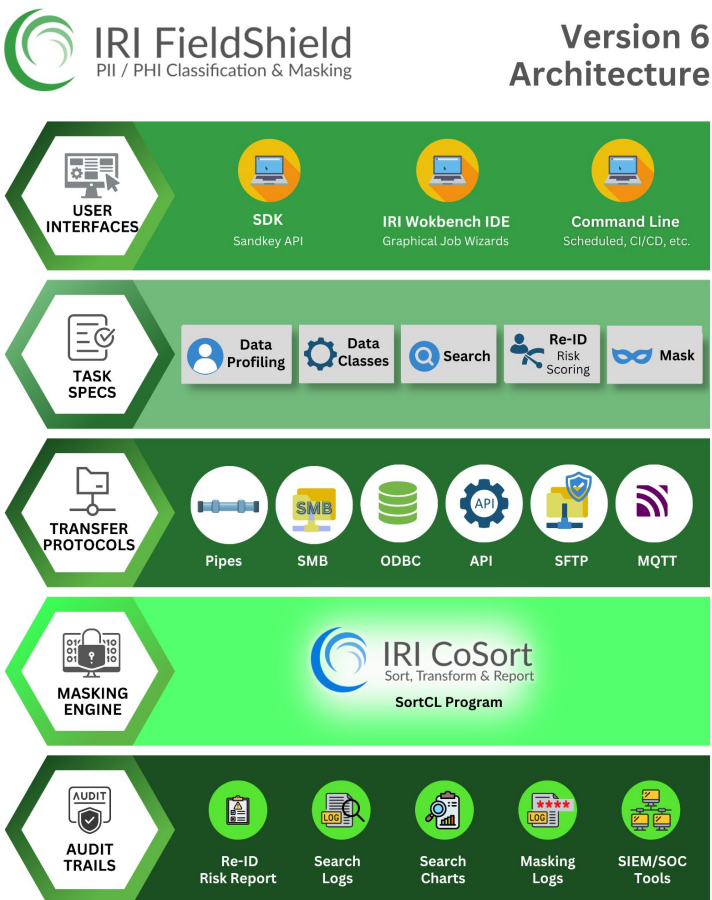 IRI FieldShield
PII / PHI Classification & Masking
Version 6
Architecture
USER
INTERFACES
SDK
Sandkey API
IRI Wokbench IDE
Graphical Job Wizards
Command Line
Scheduled, CI/CD, etc.
TASK
SPECS
Data
Profiling
Data
Classes
Search
Re-ID
Risk
Scoring
Mask
TRANSFER
PROTOCOLS
SMB
API
Pipes
SMB
ODBC
API
SFTP
MQTT
MASKING
ENGINE
IRI CoSort
Sort, Transform & Report
SortCL Program
AUDIT
AUDIT
TRAILS
LOG
LOG
****
Re-ID
Risk Report
Search
Logs
Search
Charts
Masking
Logs
SIEM/SOC
Tools